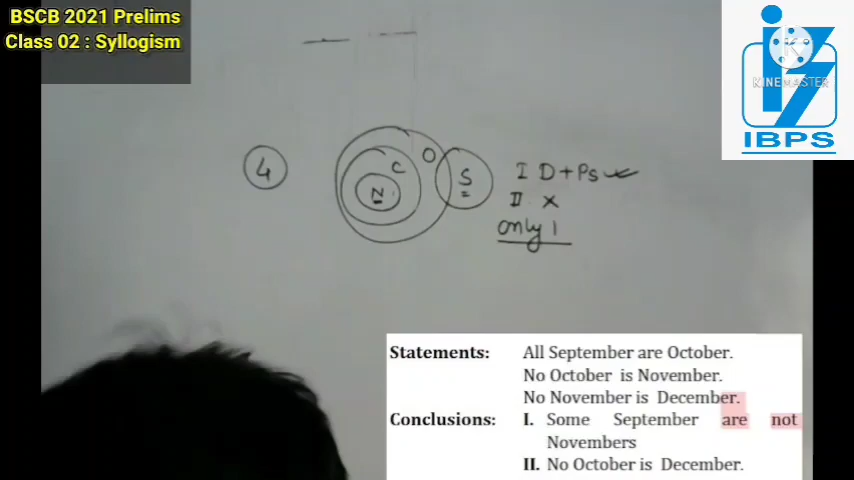 BSCB 2021 Prelims
Class 02 : Syllogism
KINEMASTER
IBPS
4
N C O S
I D+Ps
II ×
only 1
Statements: All September are October.
No October is November.
No November is December.
Conclusions: I. Some September are not
Novembers
II. No October is December.